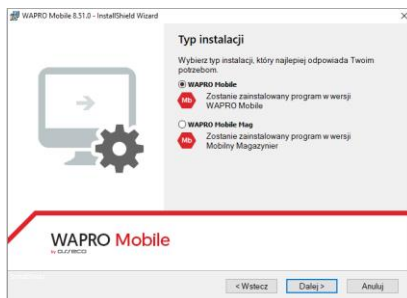 WAPRO Mobile 8.51.0 - InstallShield Wizard
Typ instalacji
Wybierz typ instalacji, który najlepiej odpowiada Twoim
potrzebom.
WAPRO Mobile
Mb
Zostanie zainstalowany program w wersji
WAPRO Mobile
WAPRO Mobile Mag
Mb
Zostanie zainstalowany program w wersji
Mobilny Magazynier
WAPRO Mobile
by asseco
< Wstecz
Dalej >
Anuluj